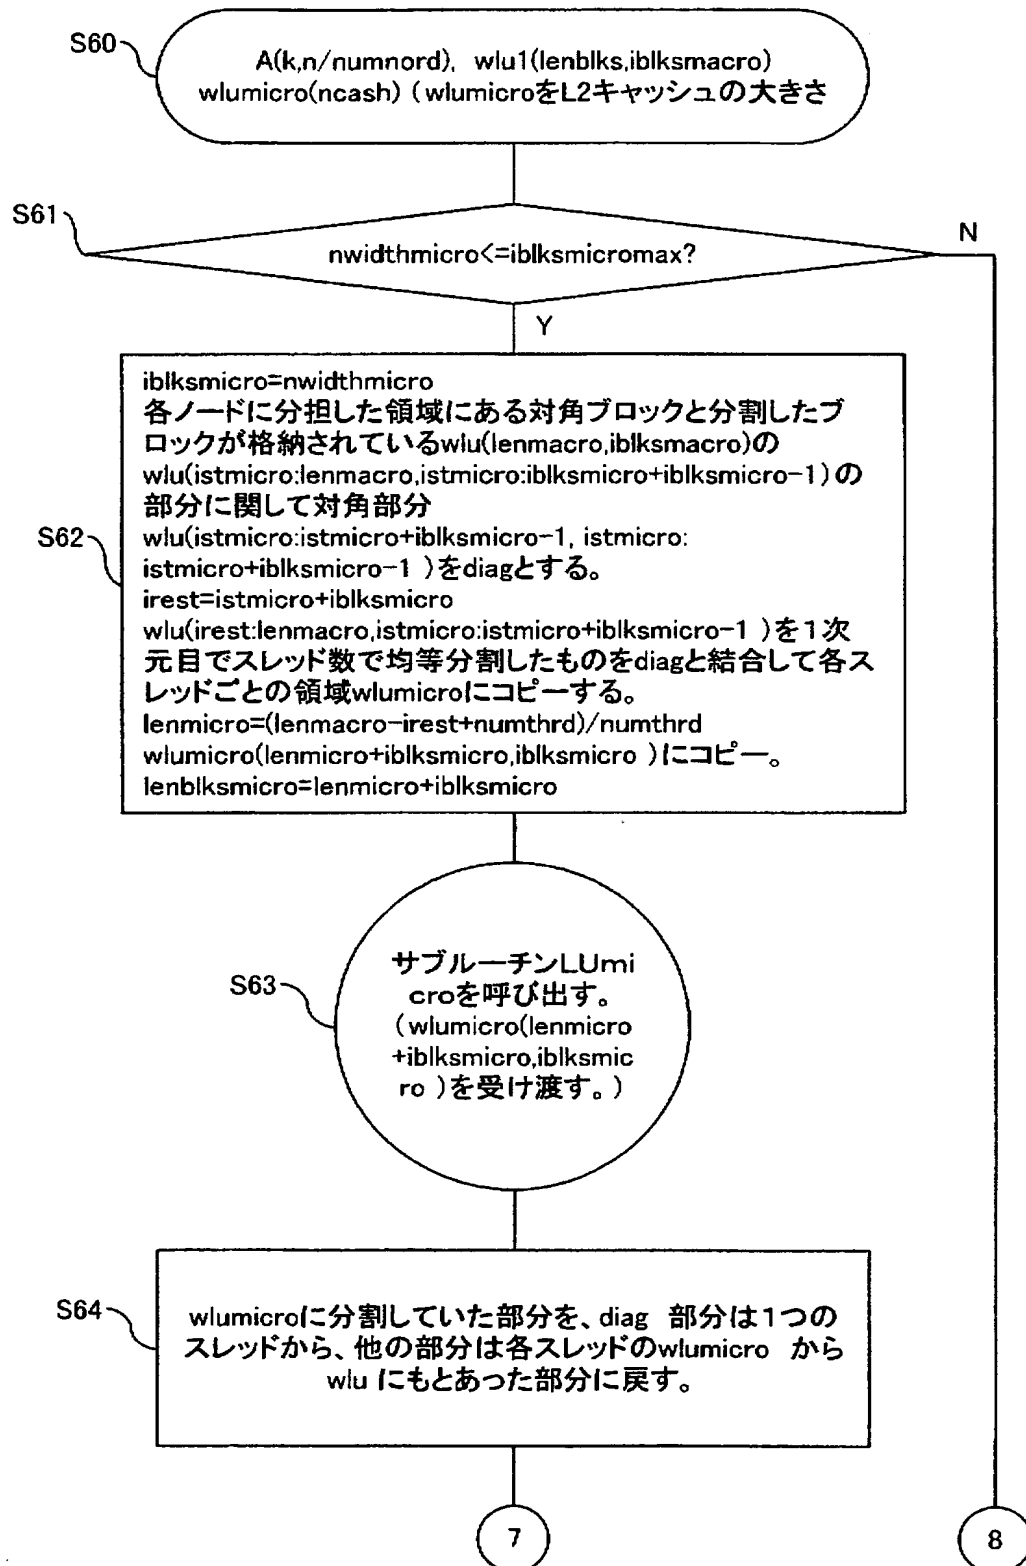 S60
A(k,n/numnord), wlu1(lenblks,iblksmacro)
wlumicro(ncash) (wlumicroをL2キャッシュの大きさ
S61
nwidthmicro<=iblksmicromax?
N
Y
S62
iblksmicro=nwidthmicro
各ノードに分担した領域にある対角ブロックと分割したブ
ロックが格納されているwlu(lenmacro,iblksmacro)の
wlu(istmicro:lenmacro,istmicro:iblksmicro+iblksmicro-1)の
部分に関して対角部分
wlu(istmicro:istmicro+iblksmicro-1, istmicro:
istmicro+iblksmicro-1 )をdiagとする。
irest=istmicro+iblksmicro
wlu(irest:lenmacro,istmicro:istmicro+iblksmicro-1 )を1次
元目でスレッド数で均等分割したものをdiagと結合して各ス
レッドごとの領域wlumicroにコピーする。
lenmicro=(lenmacro-irest+numthrd)/numthrd
wlumicro(lenmicro+iblksmicro,iblksmicro )にコピー。
lenblksmicro=lenmicro+iblksmicro
S63
サブルーチンLUmi
croを呼び出す。
(wlumicro(lenmicro
+iblksmicro,iblksmic
ro )を受け渡す。)
S64
wlumicroに分割していた部分を、diag 部分は1つの
スレッドから、他の部分は各スレッドのwlumicro から
wlu にもとあった部分に戻す。
7
8